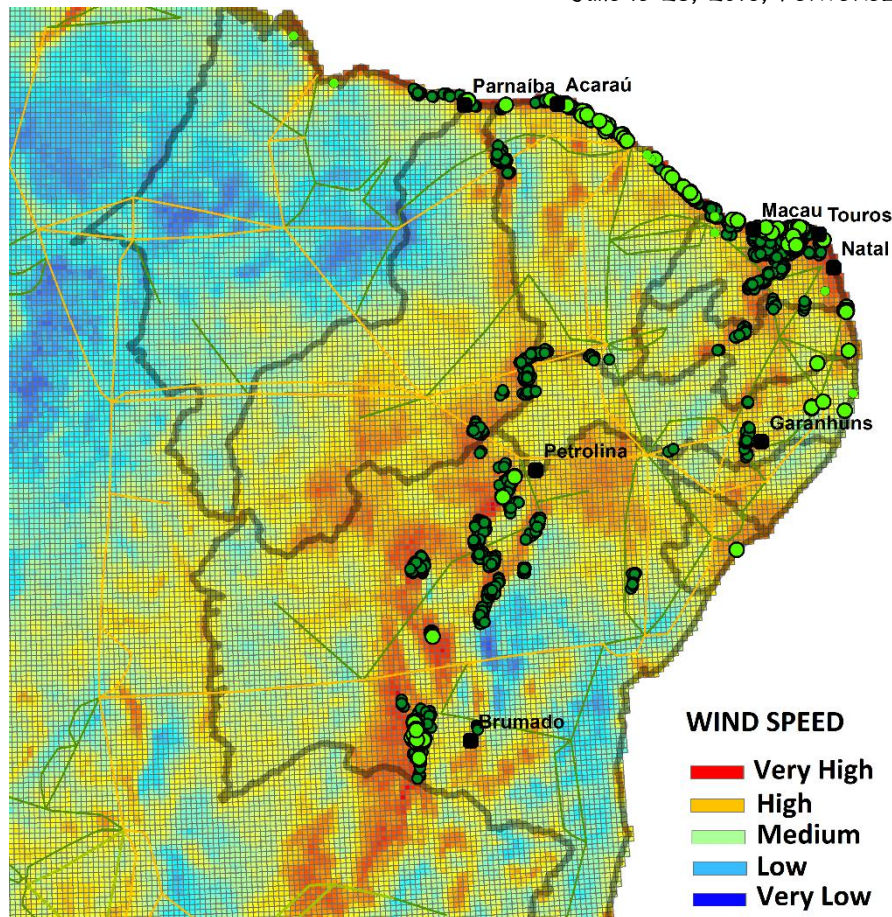 Parnaíba
Acaraú
Macau
Touros
Natal
Garanhuns
Petrolina
Brumado
WIND SPEED
Very High
High
Medium
Low
Very Low